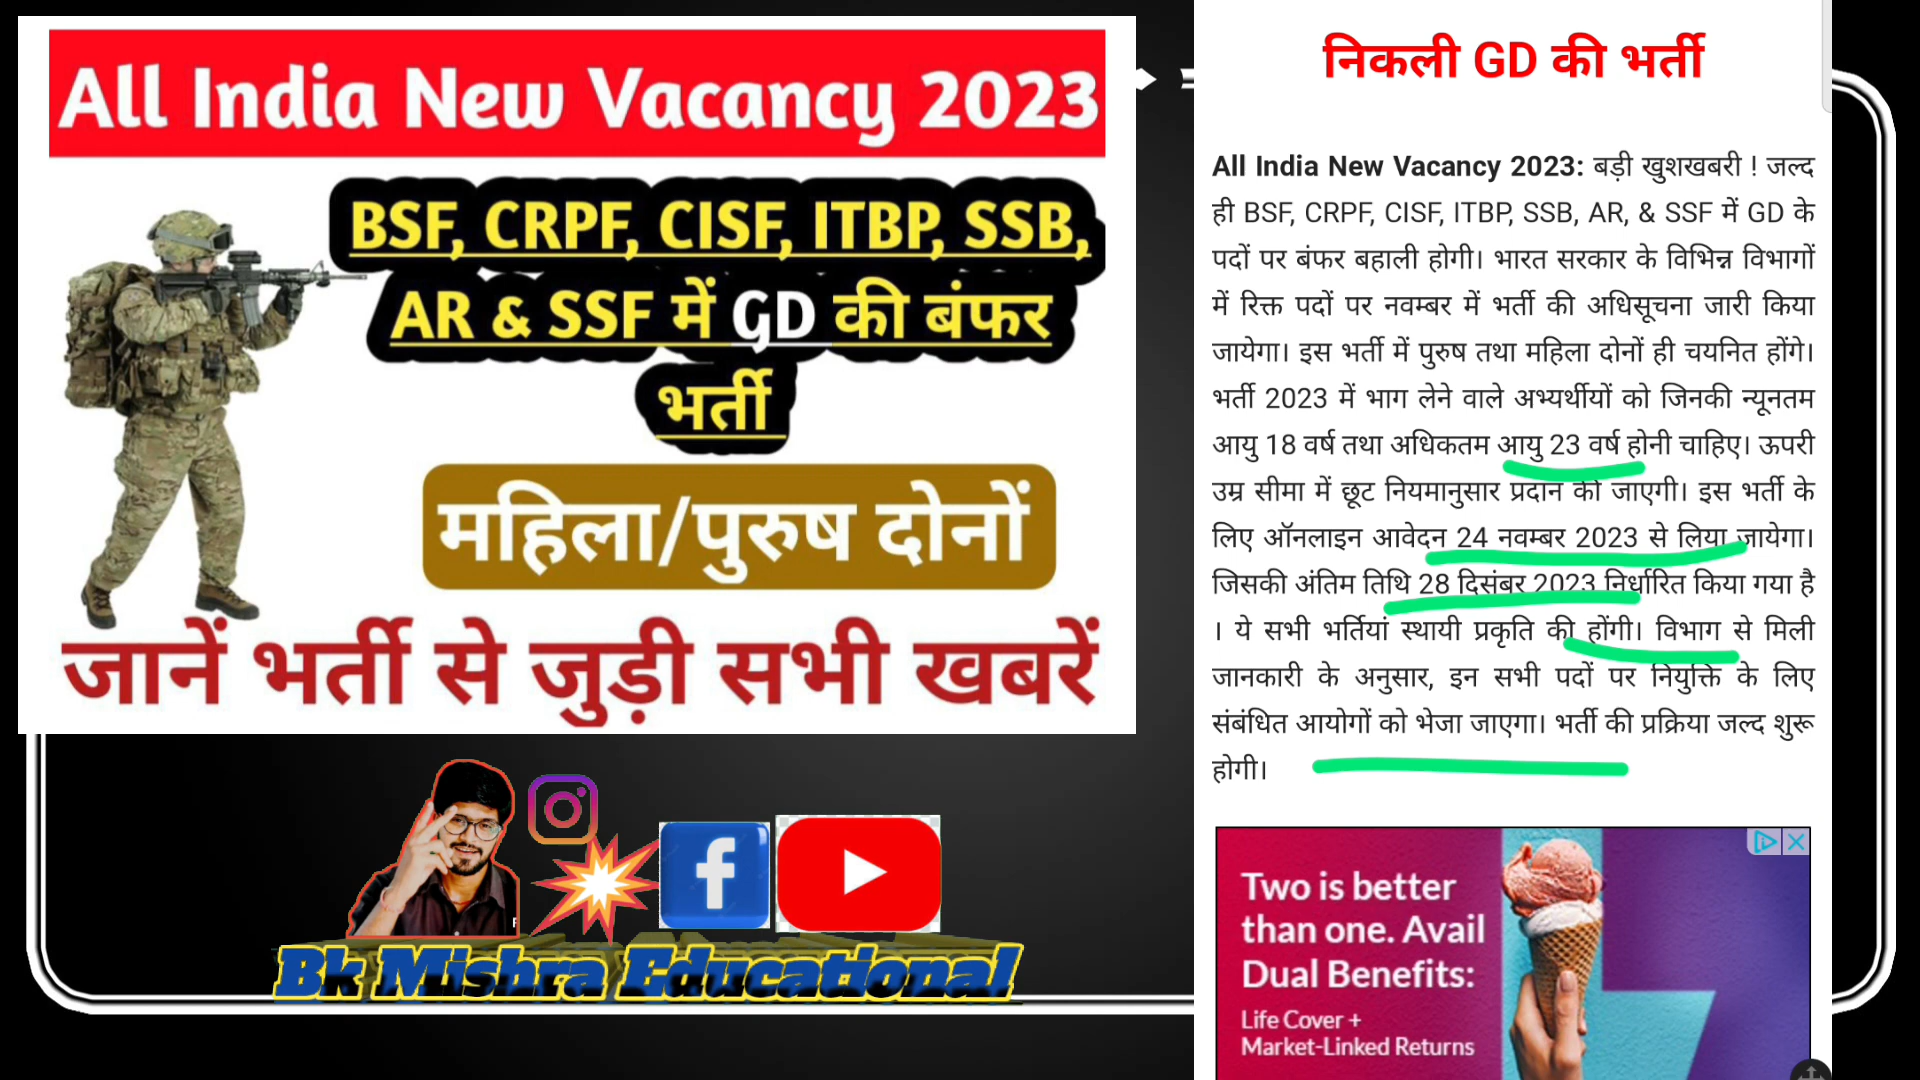 All India New Vacancy 2023
BSF, CRPF, CISF, ITBP, SSB,
AR & SSF में GD की बंफर
भर्ती
महिला/पुरुष दोनों
जानें भर्ती से जुड़ी सभी खबरें
Bk Mishra Educational
निकली GD की भर्ती
All India New Vacancy 2023: बड़ी खुशखबरी ! जल्द
ही BSF, CRPF, CISF, ITBP, SSB, AR, & SSF में GD के
पदों पर बंफर बहाली होगी। भारत सरकार के विभिन्न विभागों
में रिक्त पदों पर नवम्बर में भर्ती की अधिसूचना जारी किया
जायेगा। इस भर्ती में पुरुष तथा महिला दोनों ही चयनित होंगे।
भर्ती 2023 में भाग लेने वाले अभ्यर्थीयों को जिनकी न्यूनतम
आयु 18 वर्ष तथा अधिकतम आयु 23 वर्ष होनी चाहिए। ऊपरी
उम्र सीमा में छूट नियमानुसार प्रदान की जाएगी। इस भर्ती के
लिए ऑनलाइन आवेदन 24 नवम्बर 2023 से लिया जायेगा।
जिसकी अंतिम तिथि 28 दिसंबर 2023 निर्धारित किया गया है
। ये सभी भर्तियां स्थायी प्रकृति की होंगी। विभाग से मिली
जानकारी के अनुसार, इन सभी पदों पर नियुक्ति के लिए
संबंधित आयोगों को भेजा जाएगा। भर्ती की प्रक्रिया जल्द शुरू
होगी।
Two is better
than one. Avail
Dual Benefits:
Life Cover +
Market-Linked Returns